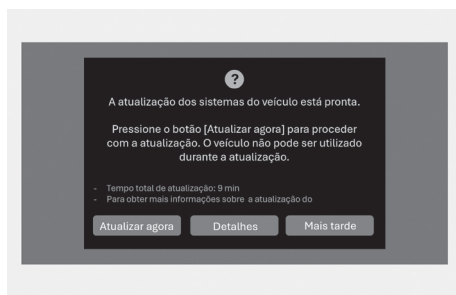 ?
A atualização dos sistemas do veículo está pronta.
Pressione o botão [Atualizar agora] para proceder
com a atualização. O veículo não pode ser utilizado
durante a atualização.
- Tempo total de atualização: 9 min
- Para obter mais informações sobre a atualização do
Atualizar agora
Detalhes
Mais tarde